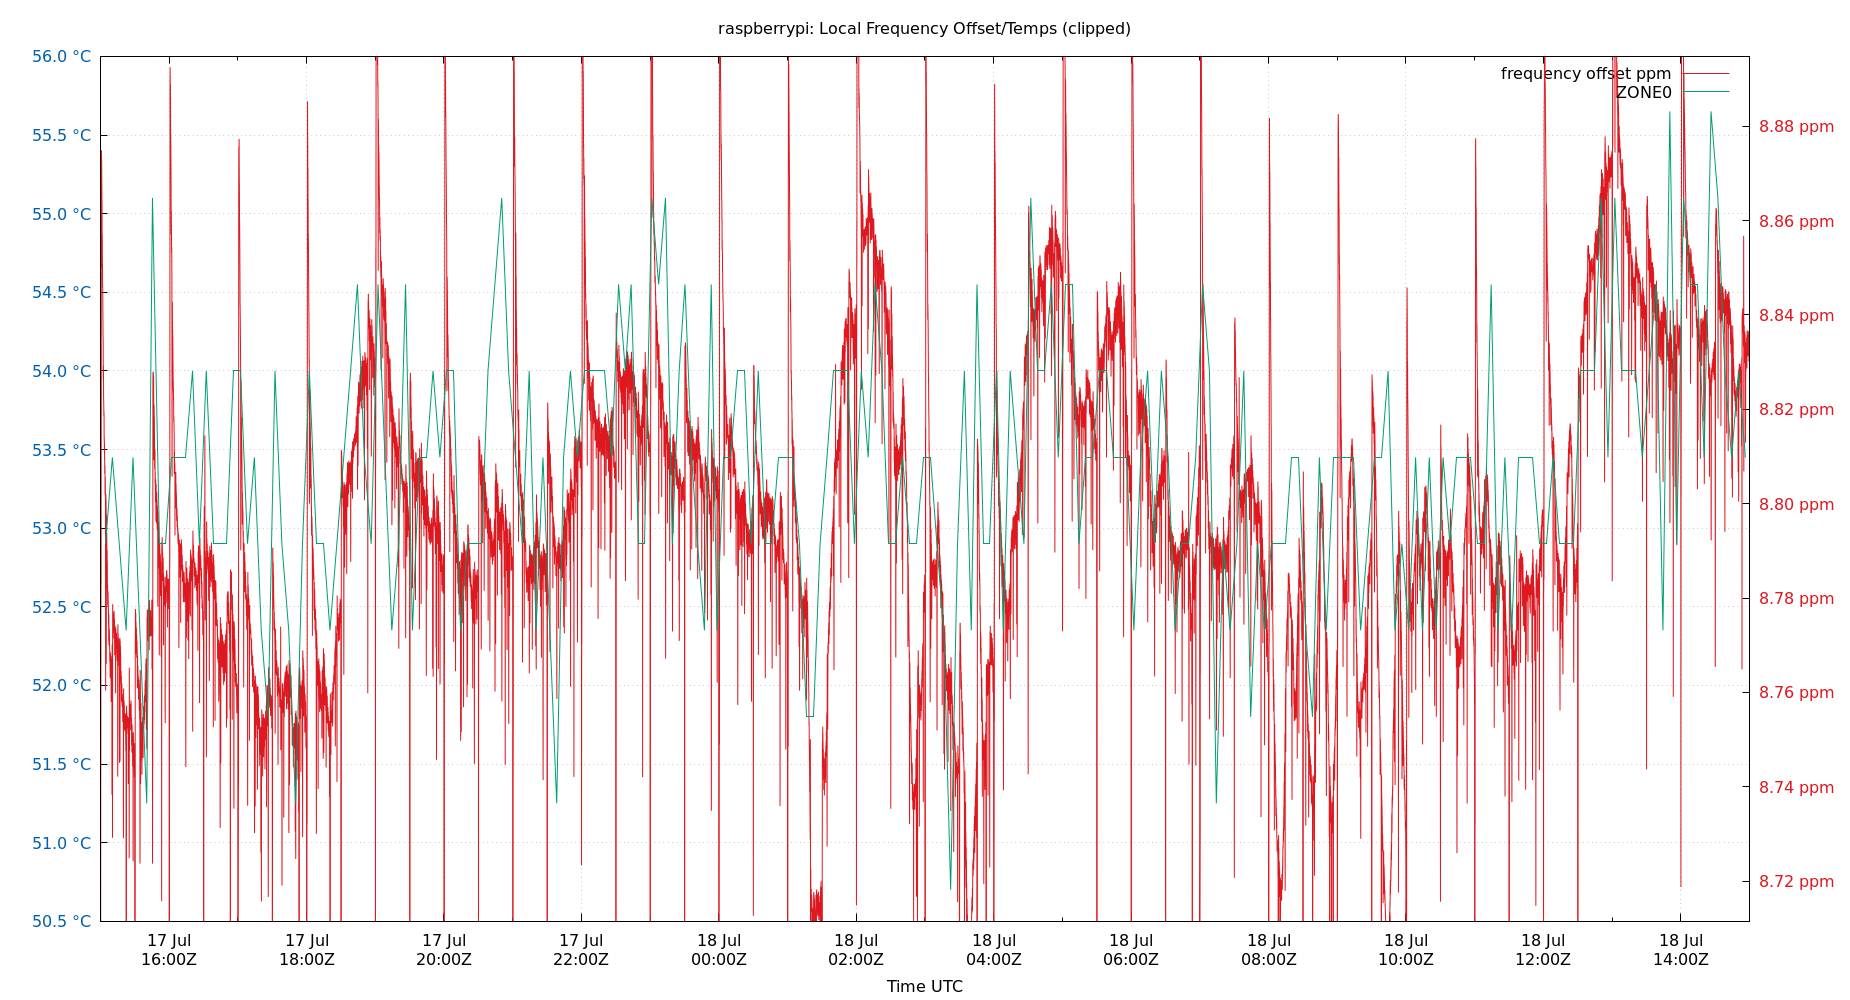 raspberrypi: Local Frequency Offset/Temps (clipped)
frequency offset ppm
ZONE0
56.0 °C
55.5 °C
55.0 °C
54.5 °C
54.0 °C
53.5 °C
53.0 °C
52.5 °C
52.0 °C
51.5 °C
51.0 °C
50.5 °C
8.88 ppm
8.86 ppm
8.84 ppm
8.82 ppm
8.80 ppm
8.78 ppm
8.76 ppm
8.74 ppm
8.72 ppm
17 Jul
16:00Z
17 Jul
18:00Z
17 Jul
20:00Z
17 Jul
22:00Z
18 Jul
00:00Z
18 Jul
02:00Z
18 Jul
04:00Z
18 Jul
06:00Z
18 Jul
08:00Z
18 Jul
10:00Z
18 Jul
12:00Z
18 Jul
14:00Z
Time UTC